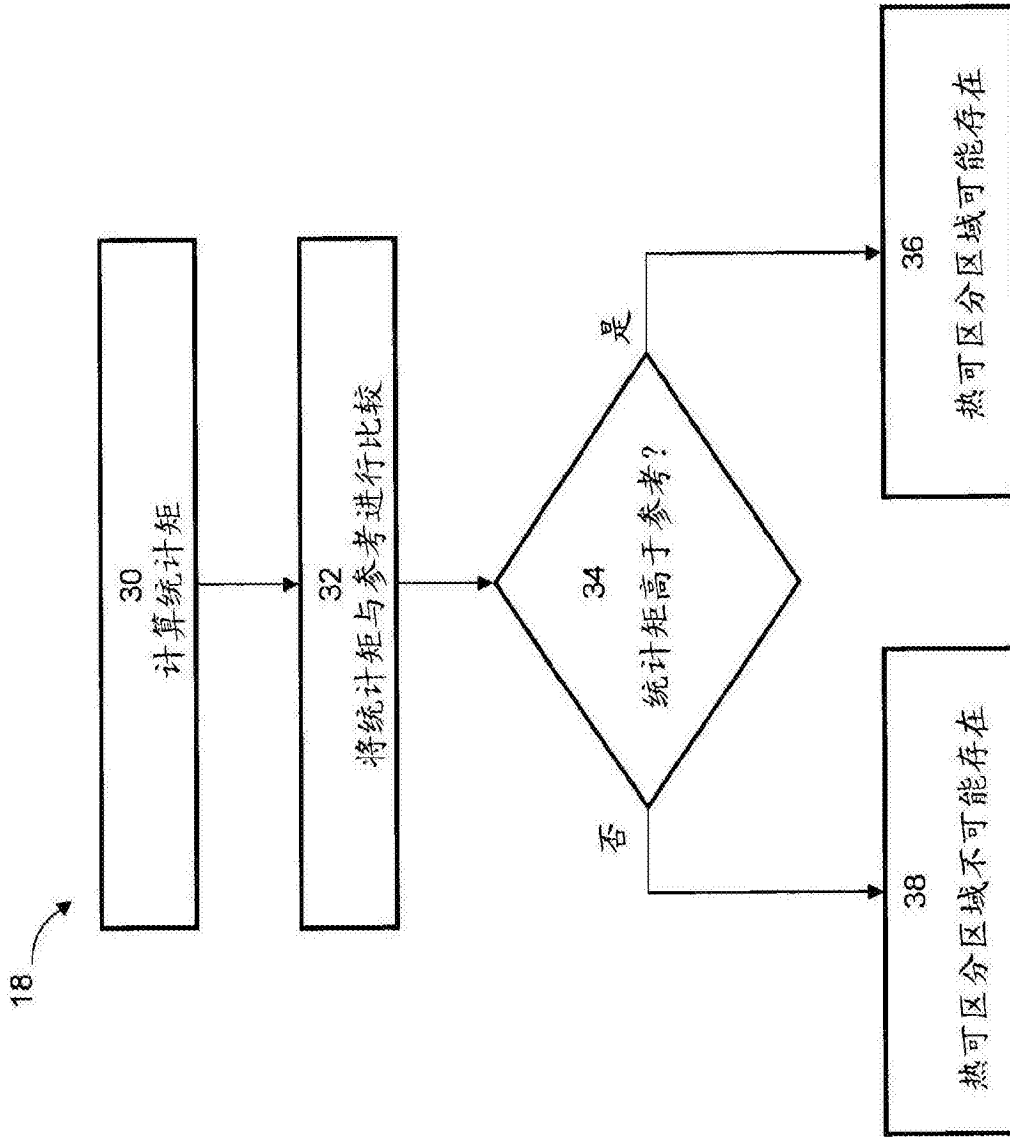 18
30
计算统计矩
32
将统计矩与参考进行比较
34
统计矩高于参考?
否
是
38
热可区分区域不可能存在
36
热可区分区域可能存在